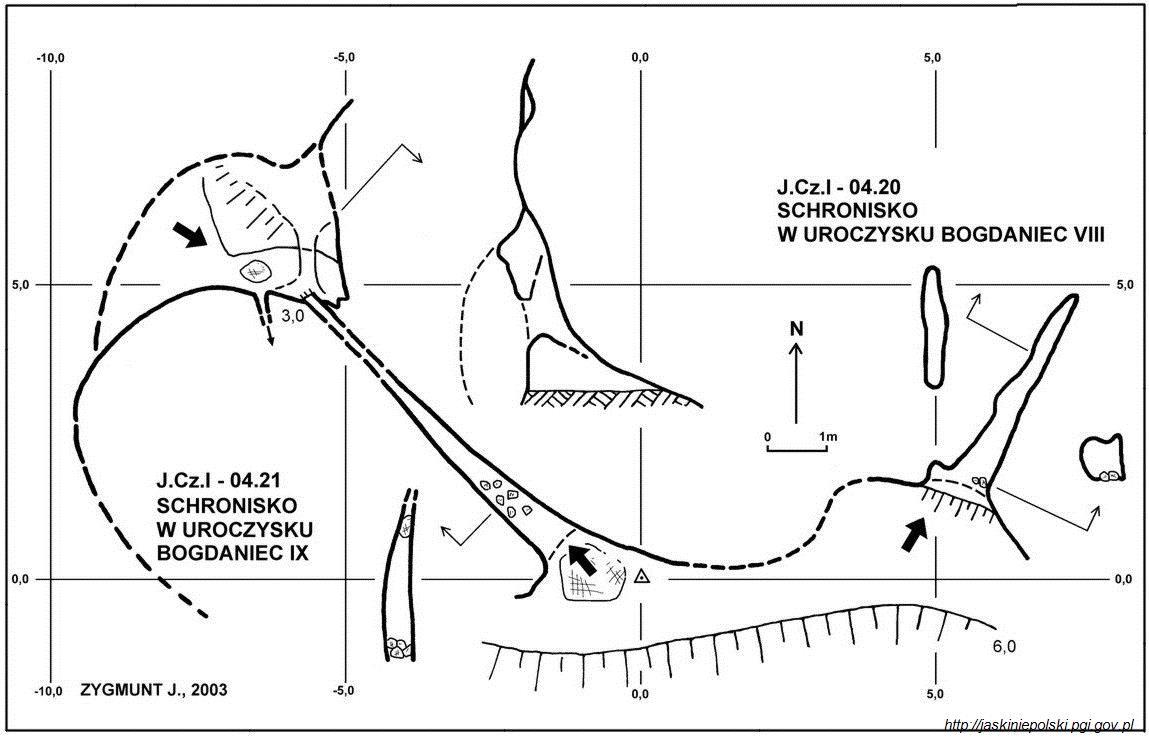 -10,0 -5,0 0,0 5,0
J.Cz.I - 04.20
SCHRONISKO
W UROCZYSKU BOGDANIEC VIII
5,0 5,0
3,0
N
0 1m
J.Cz.I - 04.21
SCHRONISKO
W UROCZYSKU
BOGDANIEC IX
0,0 0,0
6,0
-10,0 ZYGMUNT J., 2003 -5,0 0,0 5,0
http://jaskiniepolski.pgi.gov.pl